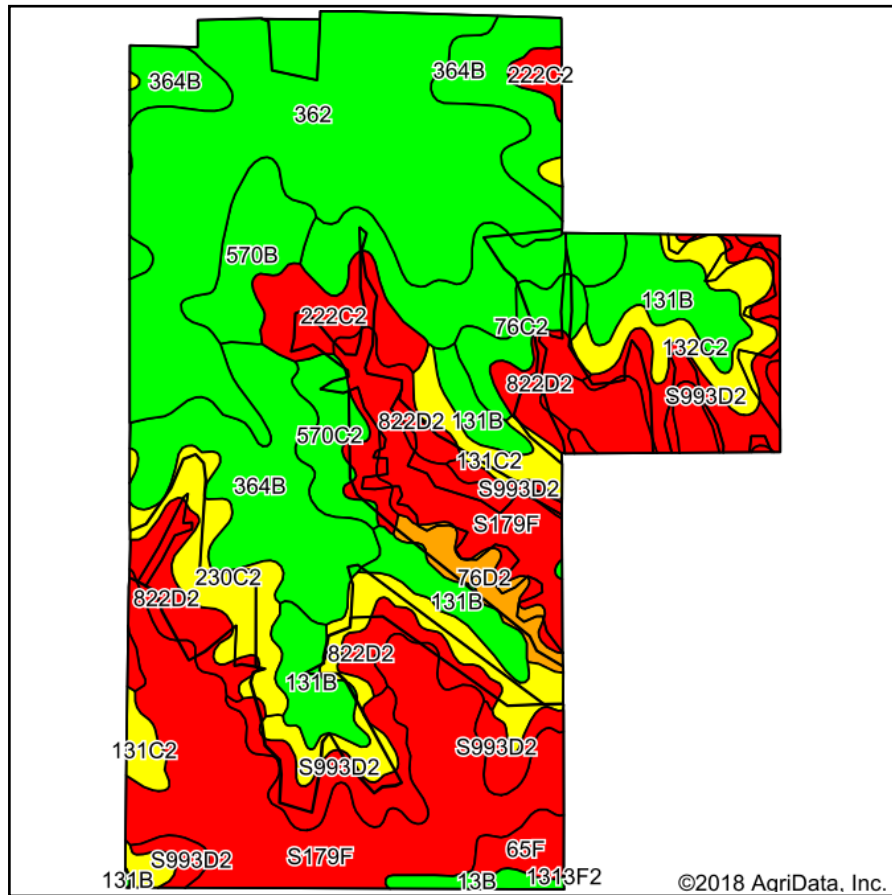 364B
364B
222C2
362
570B
131B
222C2
76C2
132C2
822D2
S993D2
822D2
131B
570C2
131C2
364B
S993D2
S179F
230C2
76D2
822D2
131B
822D2
131B
131C2
S993D2
S993D2
S993D2
S179F
65F
131B
13B
1313F2
©2018 AgriData, Inc.